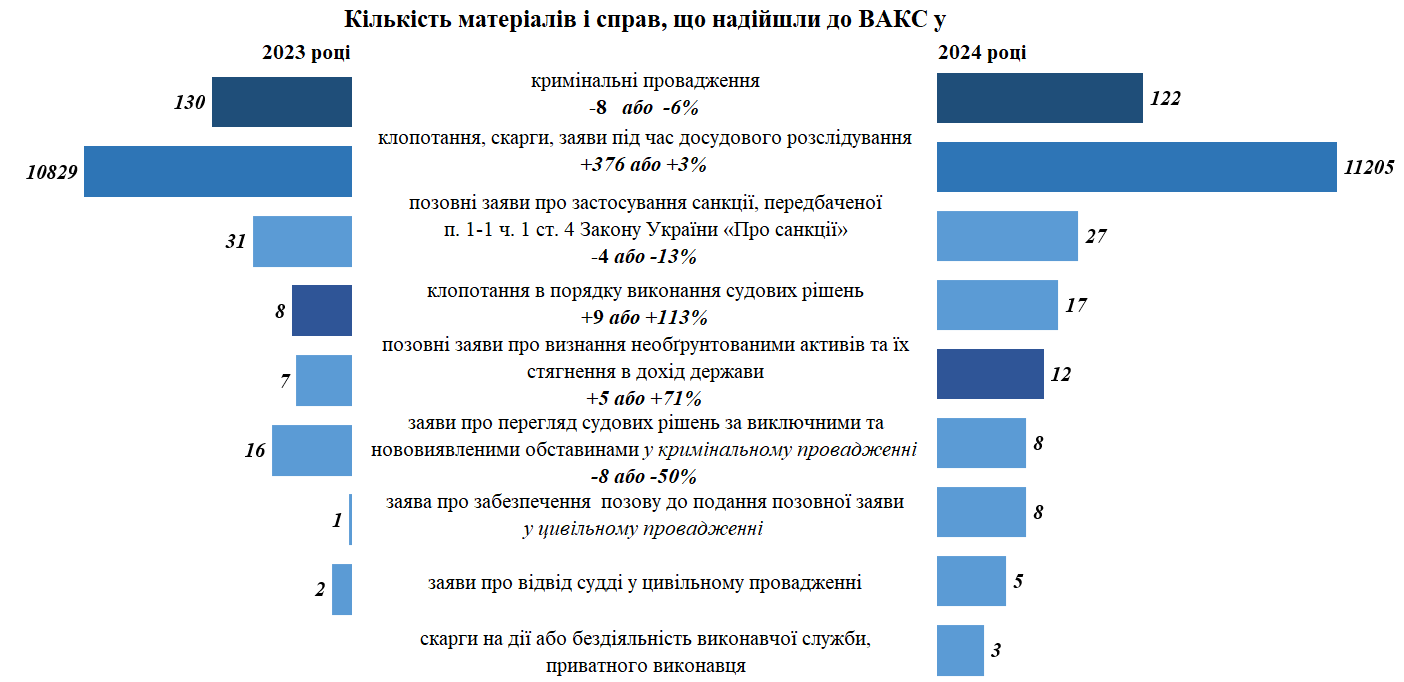 Кількість матеріалів і справ, що надійшли до ВАКС у
2023 році
2024 році
кримінальні провадження
130
-8 або -6%
122
клопотання, скарги, заяви під час досудового розслідування
10829
+376 або +3%
11205
позовні заяви про застосування санкції, передбаченої
п. 1-1 ч. 1 ст. 4 Закону України «Про санкції»
31
-4 або -13%
27
клопотання в порядку виконання судових рішень
8
+9 або +113%
17
позовні заяви про визнання необґрунтованими активів та їх
стягнення в дохід держави
7
+5 або +71%
12
заяви про перегляд судових рішень за виключними та
нововиявленими обставинами у кримінальному провадженні
16
-8 або -50%
8
заява про забезпечення позову до подання позовної заяви
у цивільному провадженні
1
8
заяви про відвід судді у цивільному провадженні
2
5
скарги на дії або бездіяльність виконавчої служби,
приватного виконавця
3